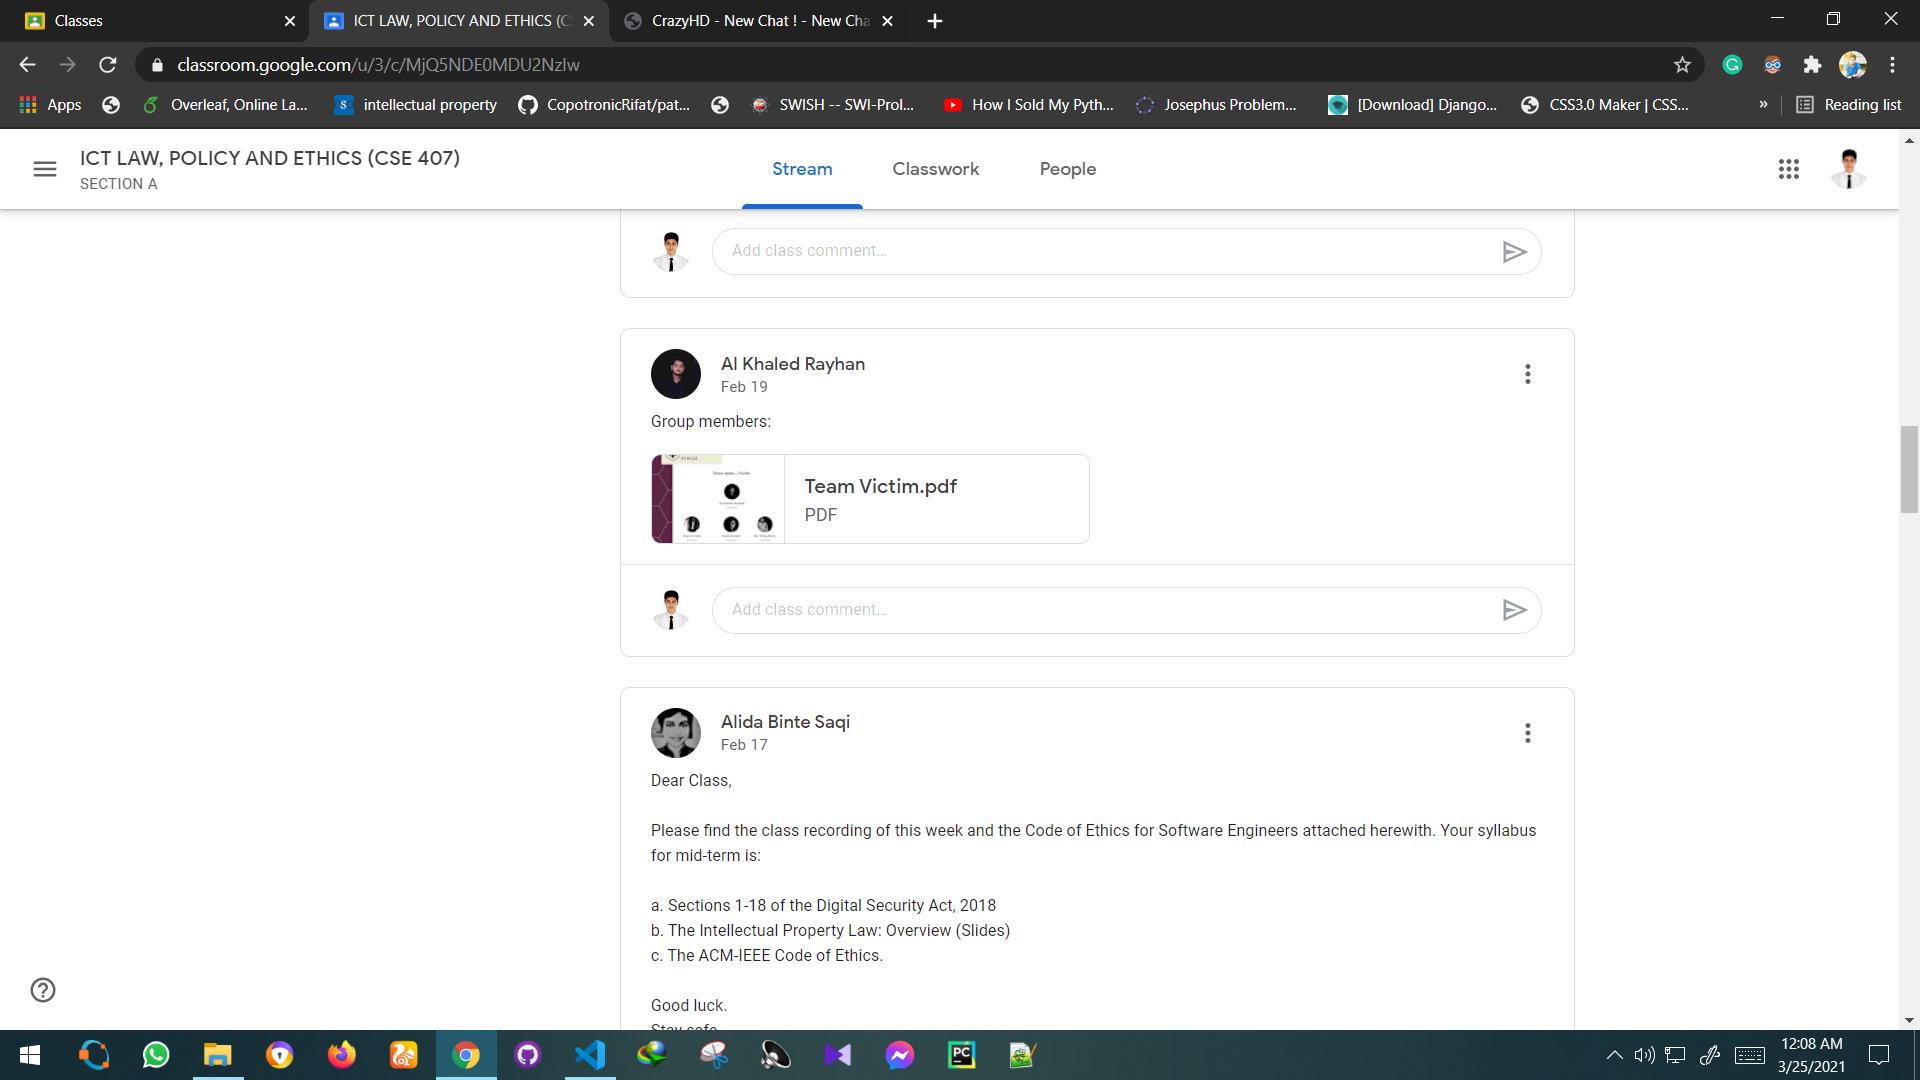 Classes
ICT LAW, POLICY AND ETHICS (C
CrazyHD - New Chat ! - New Cha
classroom.google.com/u/3/c/MjQ5NDE0MDU2NzIw
Apps
Overleaf, Online La...
intellectual property
CopotronicRifat/pat...
SWISH -- SWI-Prol...
How I Sold My Pyth...
Josephus Problem...
[Download] Django...
CSS3.0 Maker | CSS...
»
Reading list
ICT LAW, POLICY AND ETHICS (CSE 407)
SECTION A
Stream
Classwork
People
Add class comment...
Al Khaled Rayhan
Feb 19
Group members:
Team Victim.pdf
PDF
Add class comment...
Alida Binte Saqi
Feb 17
Dear Class,
Please find the class recording of this week and the Code of Ethics for Software Engineers attached herewith. Your syllabus
for mid-term is:
a. Sections 1-18 of the Digital Security Act, 2018
b. The Intellectual Property Law: Overview (Slides)
c. The ACM-IEEE Code of Ethics.
Good luck.
Stay safe
12:08 AM
3/25/2021